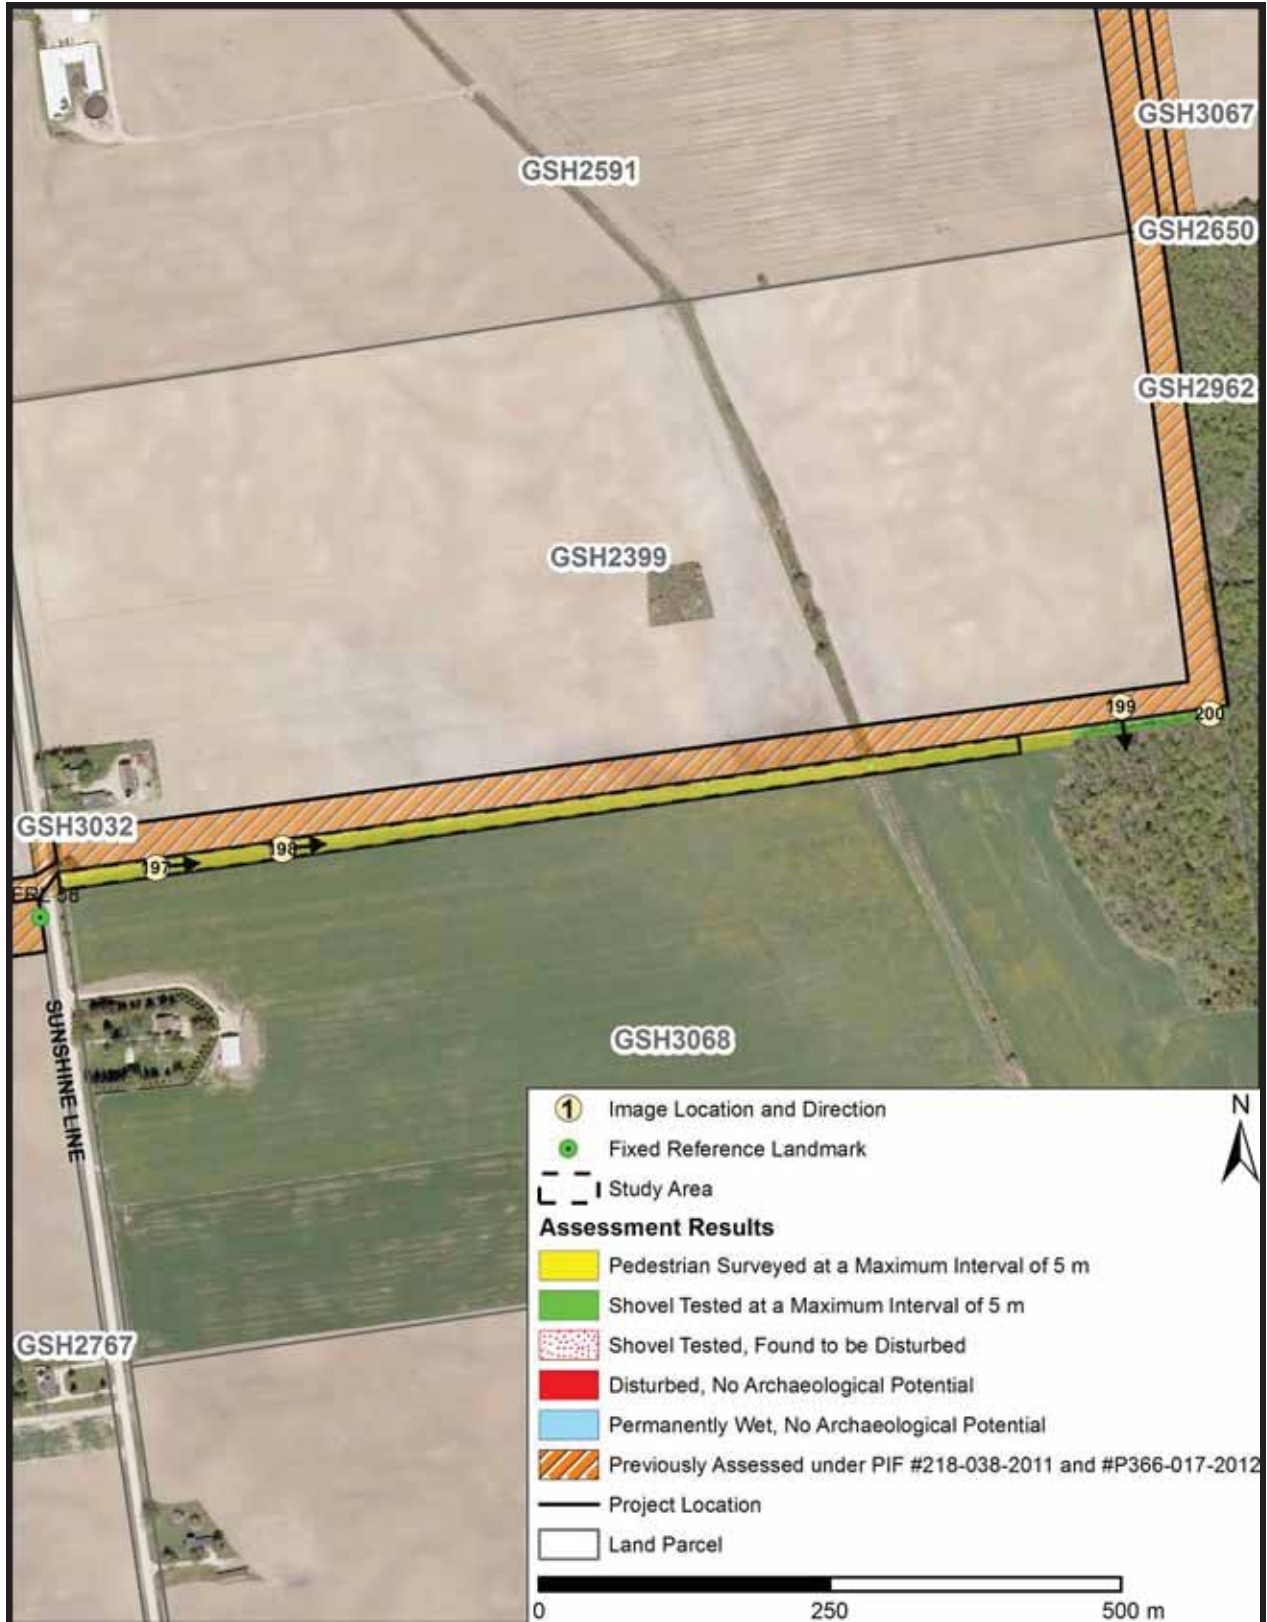 GSH3067
GSH2591
GSH2650
GSH2962
GSH2399
199
200
GSH3032
198
197
SUNSHINE LINE
GSH3068
GSH2767
N
1 Image Location and Direction
Fixed Reference Landmark
Study Area
Assessment Results
Pedestrian Surveyed at a Maximum Interval of 5 m
Shovel Tested at a Maximum Interval of 5 m
Shovel Tested, Found to be Disturbed
Disturbed, No Archaeological Potential
Permanently Wet, No Archaeological Potential
Previously Assessed under PIF #218-038-2011 and #P366-017-2012
Project Location
Land Parcel
0 250 500 m